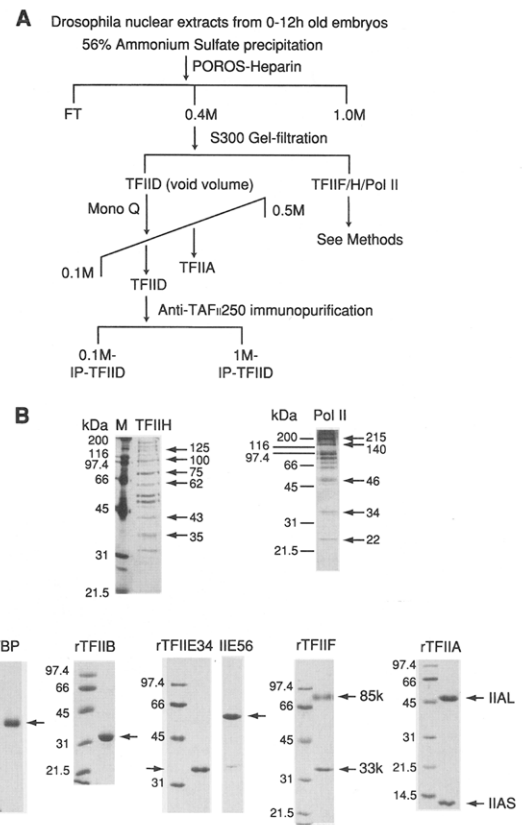 A Drosophila nuclear extracts from 0-12h old embryos
56% Ammonium Sulfate precipitation
POROS-Heparin
FT 0.4M 1.0M
S300 Gel-filtration
TFIID (void volume) TFIIF/H/Pol II
Mono Q 0.5M
See Methods
0.1M TFIID TFIIA
Anti-TAFII250 immunopurification
0.1M- 1M-
IP-TFIID IP-TFIID
B
kDa M TFIIH
200
116
97.4
66
45
31
21.5
125
100
75
62
43
35
kDa Pol II
200
116
97.4
66
45
31
21.5
215
140
46
34
22
BP
rTFIIB
97.4
66
45
31
21.5
rTFIIE34 IIE56
97.4
66
45
31
rTFIIF
97.4
66
45
31
21.5
85k
33k
rTFIIA
97.4
66
45
31
21.5
14.5
IIAL
IIAS